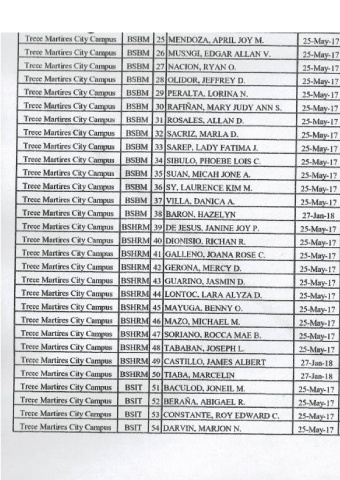 Trece Martires City Campus BSBM 25 MENDOZA, APRIL JOY M. 25-May-17
Trece Martires City Campus BSBM 26 MUSNGI, EDGAR ALLAN V. 25-May-17
Trece Martires City Campus BSBM 27 NACION, RYAN O. 25-May-17
Trece Martires City Campus BSBM 28 OLIDOR, JEFFREY D. 25-May-17
Trece Martires City Campus BSBM 29 PERALTA, LORINA N. 25-May-17
Trece Martires City Campus BSBM 30 RAFIÑAN, MARY JUDY ANN S. 25-May-17
Trece Martires City Campus BSBM 31 ROSALES, ALLAN D. 25-May-17
Trece Martires City Campus BSBM 32 SACRIZ, MARLA D. 25-May-17
Trece Martires City Campus BSBM 33 SAREP, LADY FATIMA J. 25-May-17
Trece Martires City Campus BSBM 34 SIBULO, PHOEBE LOIS C. 25-May-17
Trece Martires City Campus BSBM 35 SUAN, MICAH JONE A. 25-May-17
Trece Martires City Campus BSBM 36 SY, LAURENCE KIM M. 25-May-17
Trece Martires City Campus BSBM 37 VILLA, DANICA A. 25-May-17
Trece Martires City Campus BSBM 38 BARON, HAZELYN 27-Jan-18
Trece Martires City Campus BSHRM 39 DE JESUS, JANINE JOY P. 25-May-17
Trece Martires City Campus BSHRM 40 DIONISIO, RICHAN R. 25-May-17
Trece Martires City Campus BSHRM 41 GALLENO, JOANA ROSE C. 25-May-17
Trece Martires City Campus BSHRM 42 GERONA, MERCY D. 25-May-17
Trece Martires City Campus BSHRM 43 GUARINO, JASMIN D. 25-May-17
Trece Martires City Campus BSHRM 44 LONTOC, LARA ALYZA D. 25-May-17
Trece Martires City Campus BSHRM 45 MAYUGA, BENNY O. 25-May-17
Trece Martires City Campus BSHRM 46 MAZO, MICHAEL M. 25-May-17
Trece Martires City Campus BSHRM 47 SORIANO, ROCCA MAE B. 25-May-17
Trece Martires City Campus BSHRM 48 TABABAN, JOSEPH L. 25-May-17
Trece Martires City Campus BSHRM 49 CASTILLO, JAMES ALBERT 27-Jan-18
Trece Martires City Campus BSHRM 50 TIABA, MARCELIN 27-Jan-18
Trece Martires City Campus BSIT 51 BACULOD, JONEIL M. 25-May-17
Trece Martires City Campus BSIT 52 BERAÑA, ABIGAEL R. 25-May-17
Trece Martires City Campus BSIT 53 CONSTANTE, ROY EDWARD C. 25-May-17
Trece Martires City Campus BSIT 54 DARVIN, MARJON N. 25-May-17